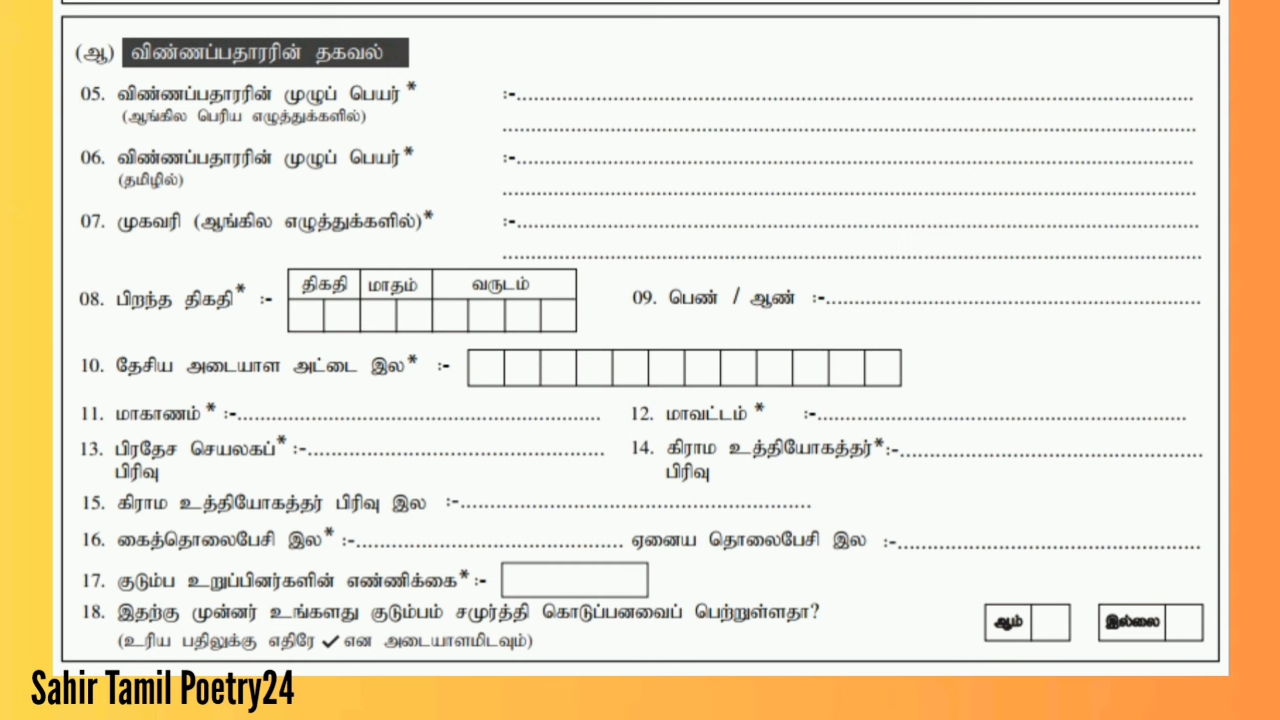 (ஆ) விண்ணப்பதாரரின் தகவல்
05. விண்ணப்பதாரரின் முழுப் பெயர் * :-
(ஆங்கில பெரிய எழுத்துக்களில்)
06. விண்ணப்பதாரரின் முழுப் பெயர் * :-
(தமிழில்)
07. முகவரி (ஆங்கில எழுத்துக்களில்)* :-
திகதி மாதம் வருடம்
08. பிறந்த திகதி* :- 09. பெண் / ஆண் :-
10. தேசிய அடையாள அட்டை இல* :-
11. மாகாணம் * :- 12. மாவட்டம் * :-
13. பிரதேச செயலகப்* :- 14. கிராம உத்தியோகத்தர்*:-
பிரிவு பிரிவு
15. கிராம உத்தியோகத்தர் பிரிவு இல :-
16. கைத்தொலைபேசி இல* :- ஏனைய தொலைபேசி இல :-
17. குடும்ப உறுப்பினர்களின் எண்ணிக்கை*:-
18. இதற்கு முன்னர் உங்களது குடும்பம் சமுர்த்தி கொடுப்பனவைப் பெற்றுள்ளதா? ஆம் இல்லை
(உரிய பதிலுக்கு எதிரே ✓ என அடையாளமிடவும்)
Sahir Tamil Poetry24